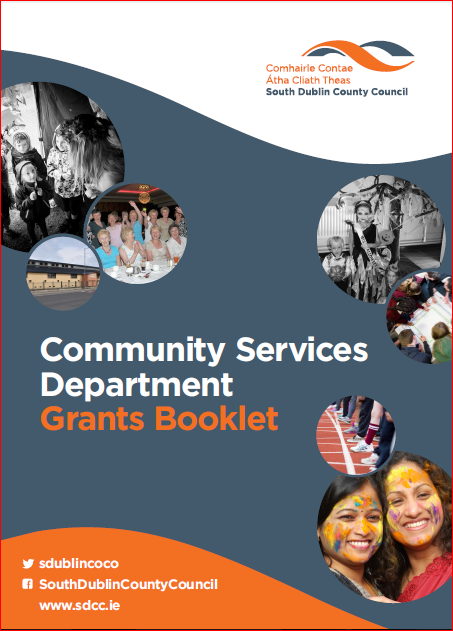 Comhairle Contae
Átha Cliath Theas
South Dublin County Council
Community Services
Department
Grants Booklet
sdublincoco
SouthDublinCountyCouncil
www.sdcc.ie